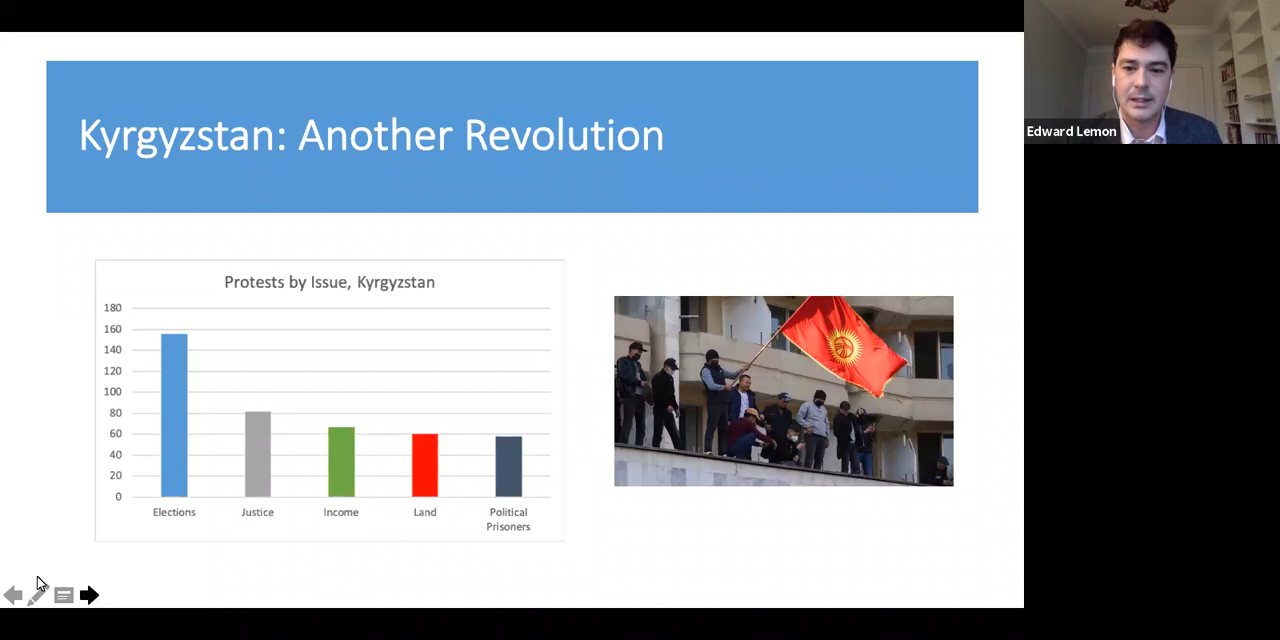 Kyrgyzstan: Another Revolution
Edward Lemon
Protests by Issue, Kyrgyzstan
180
160
140
120
100
80
60
40
20
0
Elections
Justice
Income
Land
Political
Prisoners